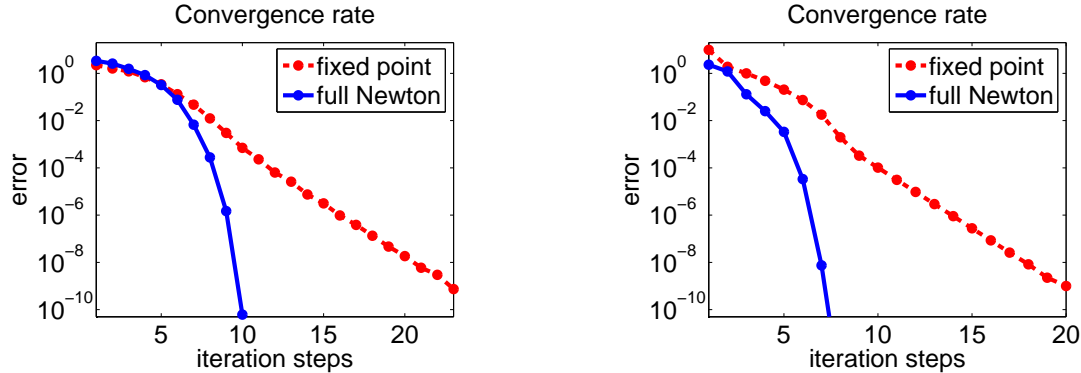 Convergence rate
10^0
10^-2
10^-4
10^-6
10^-8
10^-10
error
5
10
15
20
iteration steps
fixed point
full Newton
Convergence rate
10^0
10^-2
10^-4
10^-6
10^-8
10^-10
error
5
10
15
20
iteration steps
fixed point
full Newton